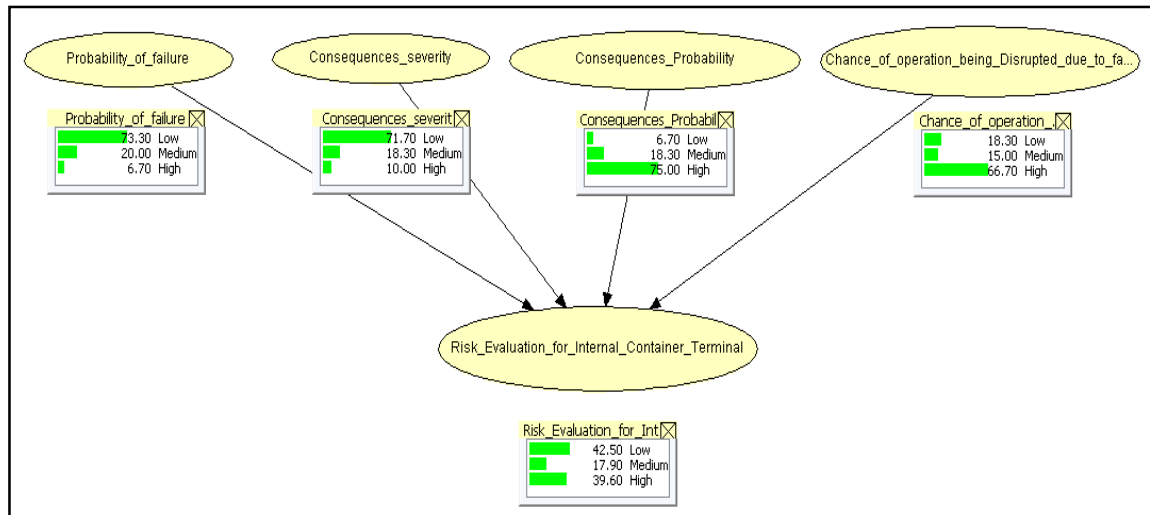 Probability_of_failure
Consequences_severity
Consequences_Probability
Chance_of_operation_being_Disrupted_due_to_fa...
Probability_of_failure
73.30 Low
20.00 Medium
6.70 High
Consequences_severit
71.70 Low
18.30 Medium
10.00 High
Consequences_Probabil
6.70 Low
18.30 Medium
75.00 High
Chance_of_operation_...
18.30 Low
15.00 Medium
66.70 High
Risk_Evaluation_for_Internal_Container_Terminal
Risk_Evaluation_for_Int
42.50 Low
17.90 Medium
39.60 High